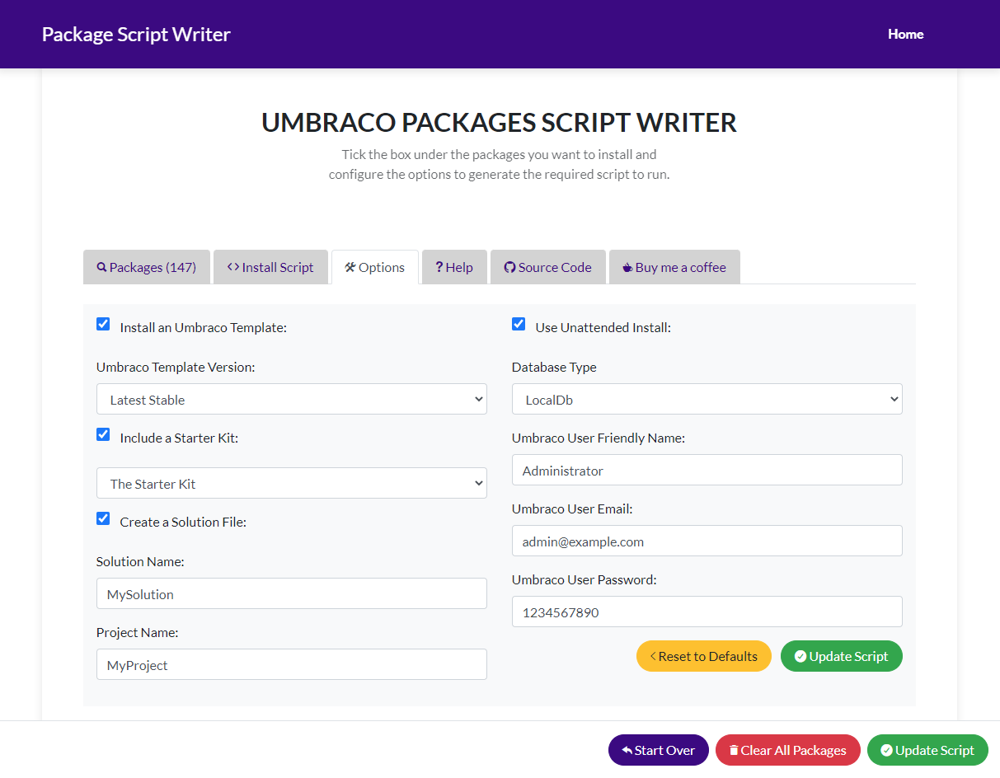 Package Script Writer
Home
UMBRACO PACKAGES SCRIPT WRITER
Tick the box under the packages you want to install and
configure the options to generate the required script to run.
Packages (147)
Install Script
Options
Help
Source Code
Buy me a coffee
Install an Umbraco Template:
Umbraco Template Version:
Latest Stable
Include a Starter Kit:
The Starter Kit
Create a Solution File:
Solution Name:
MySolution
Project Name:
MyProject
Use Unattended Install:
Database Type
LocalDb
Umbraco User Friendly Name:
Administrator
Umbraco User Email:
admin@example.com
Umbraco User Password:
1234567890
Reset to Defaults
Update Script
Start Over
Clear All Packages
Update Script